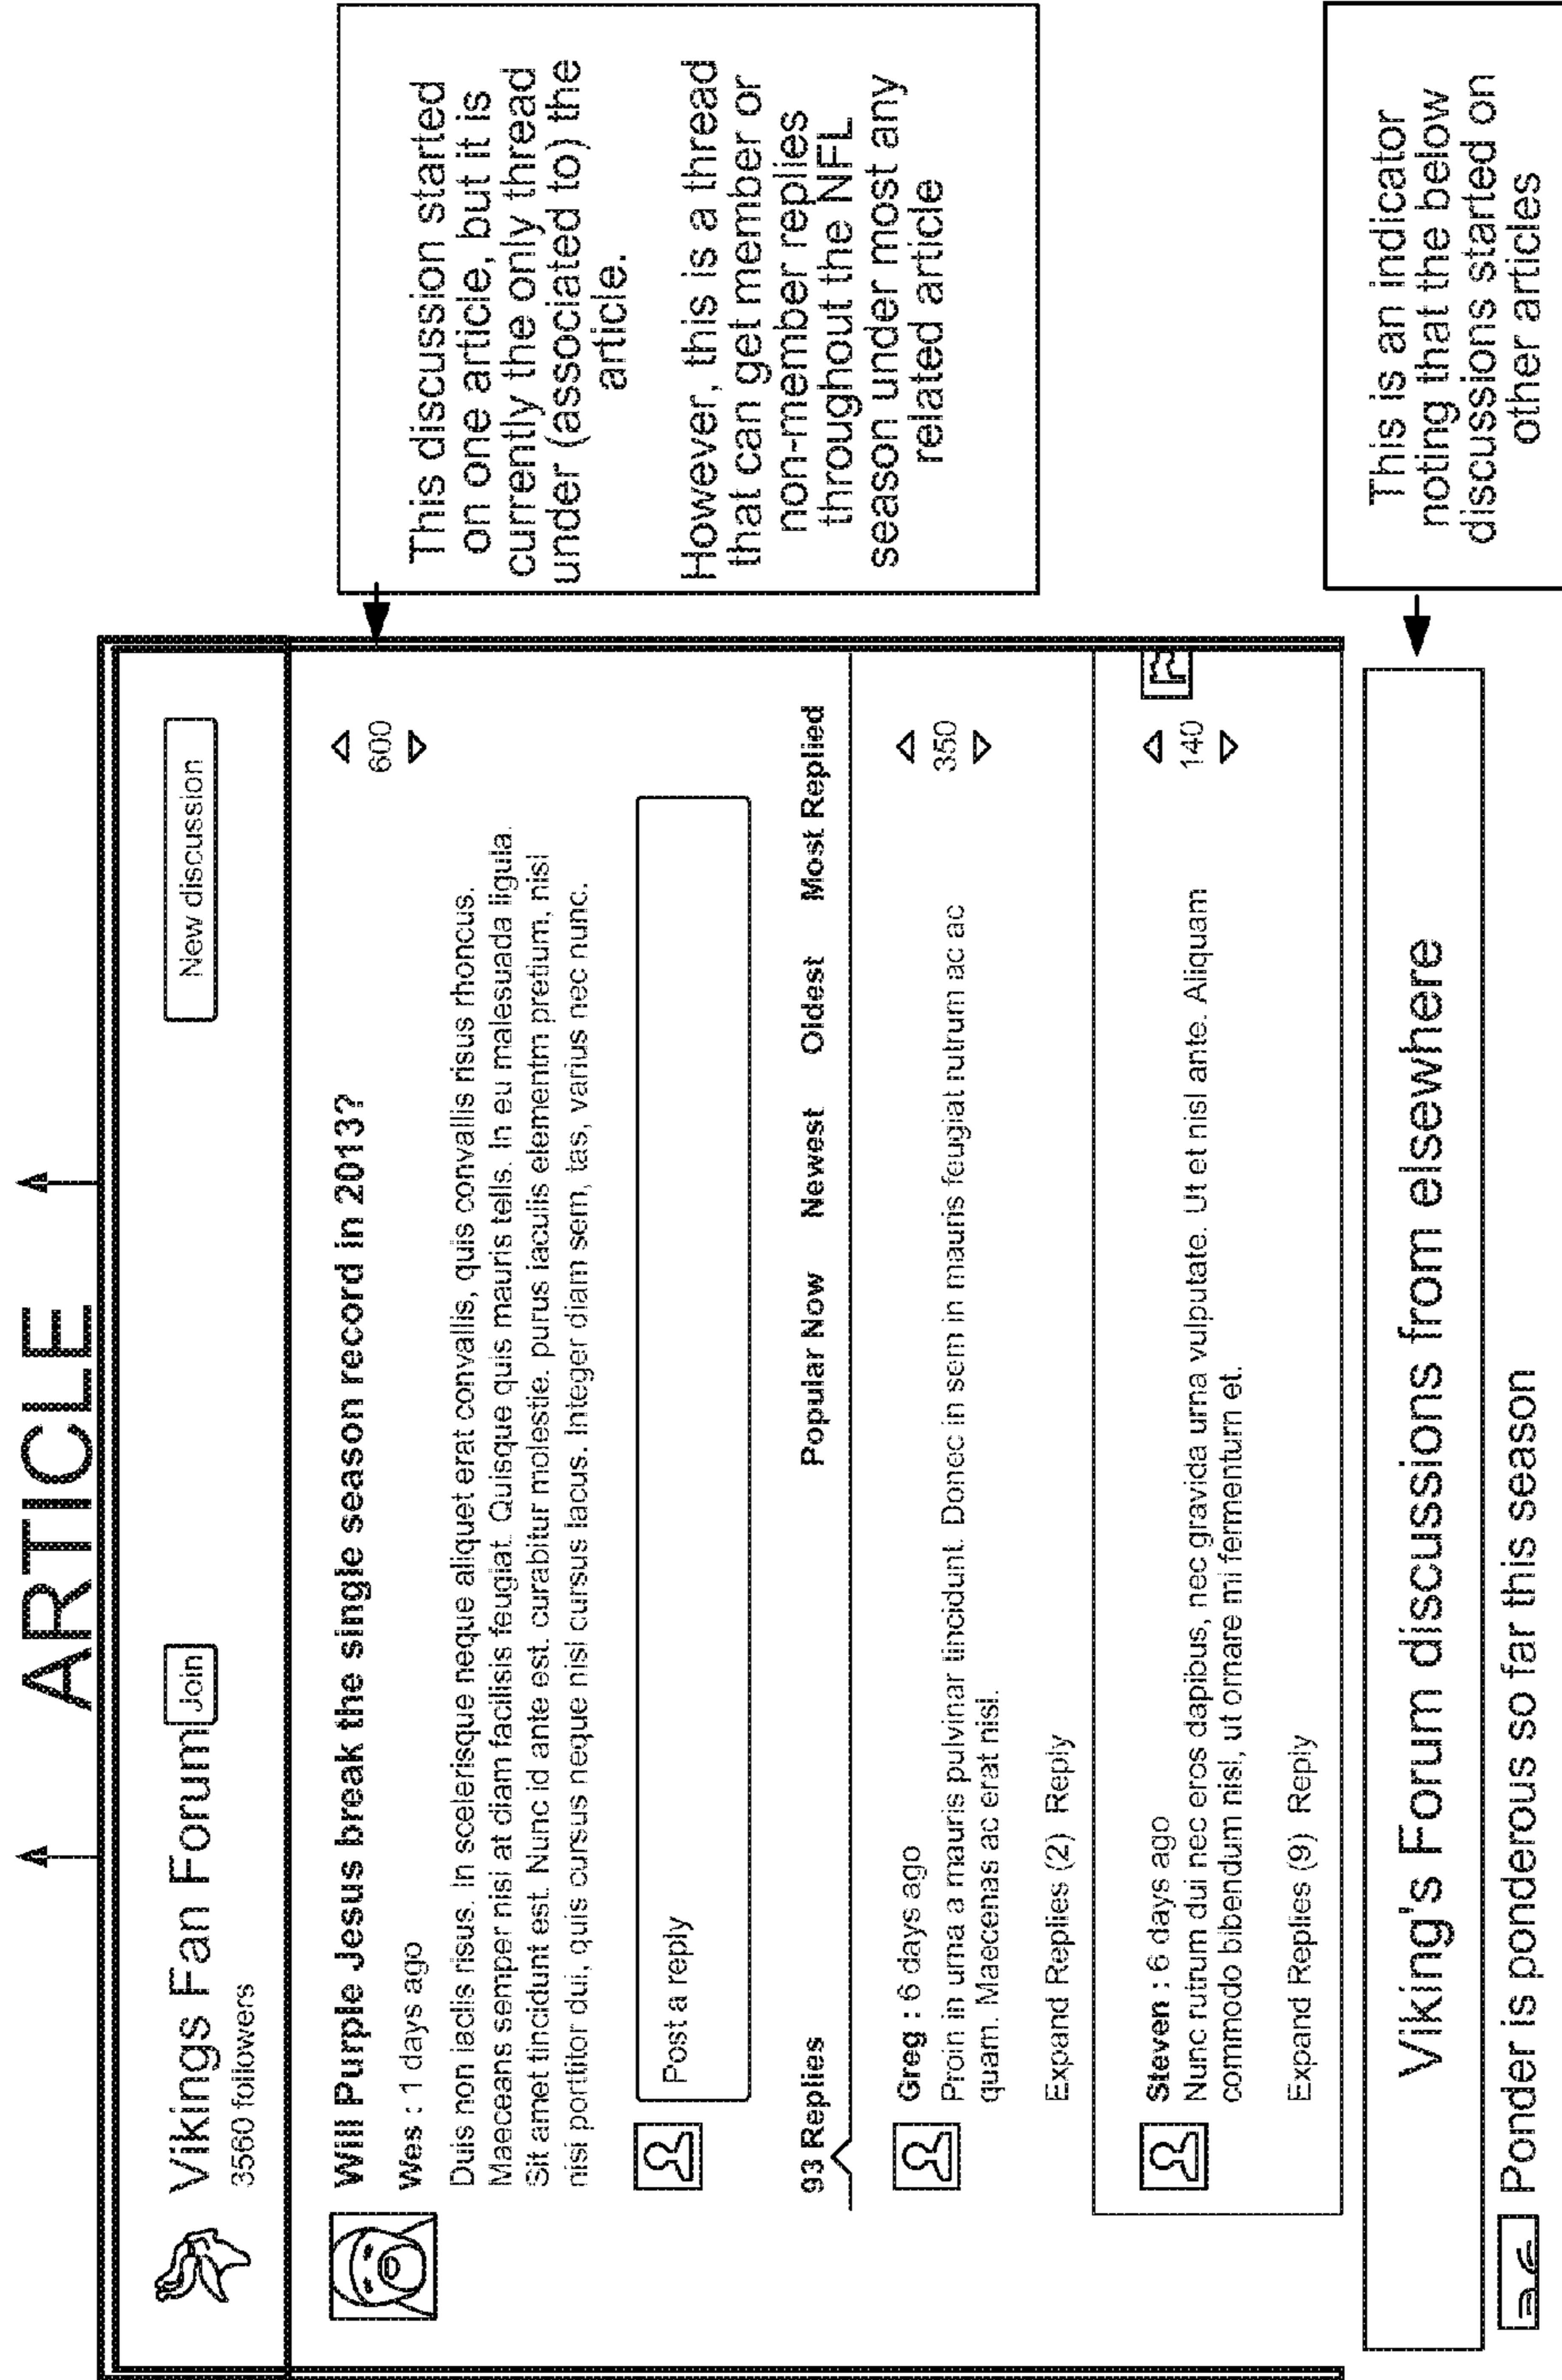 ARTICLE
Vikings Fan Forum
Join
New discussion
3560 followers
Will Purple Jesus break the single season record in 2013?
600
Wes : 1 days ago
Duis non iaclis risus. In scelerisque neque aliquet erat convallis, quis convallis risus rhoncus.
Maeceans semper nisi at diam facilisis feugiat. Quisque quis mauris tells. In eu malesuada ligula.
Sit amet tincidunt est. Nunc id ante est. curabitur molestie. purus iaculis elementm pretium, nisl
nisi portitor dui, quis cursus neque nisl cursus lacus. Integer diam sem, tas, varius nec nunc.
Post a reply
93 Replies
Popular Now Newest Oldest Most Replied
Greg : 6 days ago
350
Proin in urna a mauris pulvinar tincidunt. Donec in sem in mauris feugiat rutrum ac ac
quam. Maecenas ac erat nisl.
Expand Replies (2) Reply
Steven : 6 days ago
140
Nunc rutrum dui nec eros dapibus, nec gravida urna vulputate. Ut et nisl ante. Aliquam
commodo bibendum nisl, ut ornare mi fermentum et.
Expand Replies (9) Reply
Viking's Forum discussions from elsewhere
Ponder is ponderous so far this season
This discussion started
on one article, but it is
currently the only thread
under (associated to) the
article.
However, this is a thread
that can get member or
non-member replies
throughout the NFL
season under most any
related article
This is an indicator
noting that the below
discussions started on
other articles